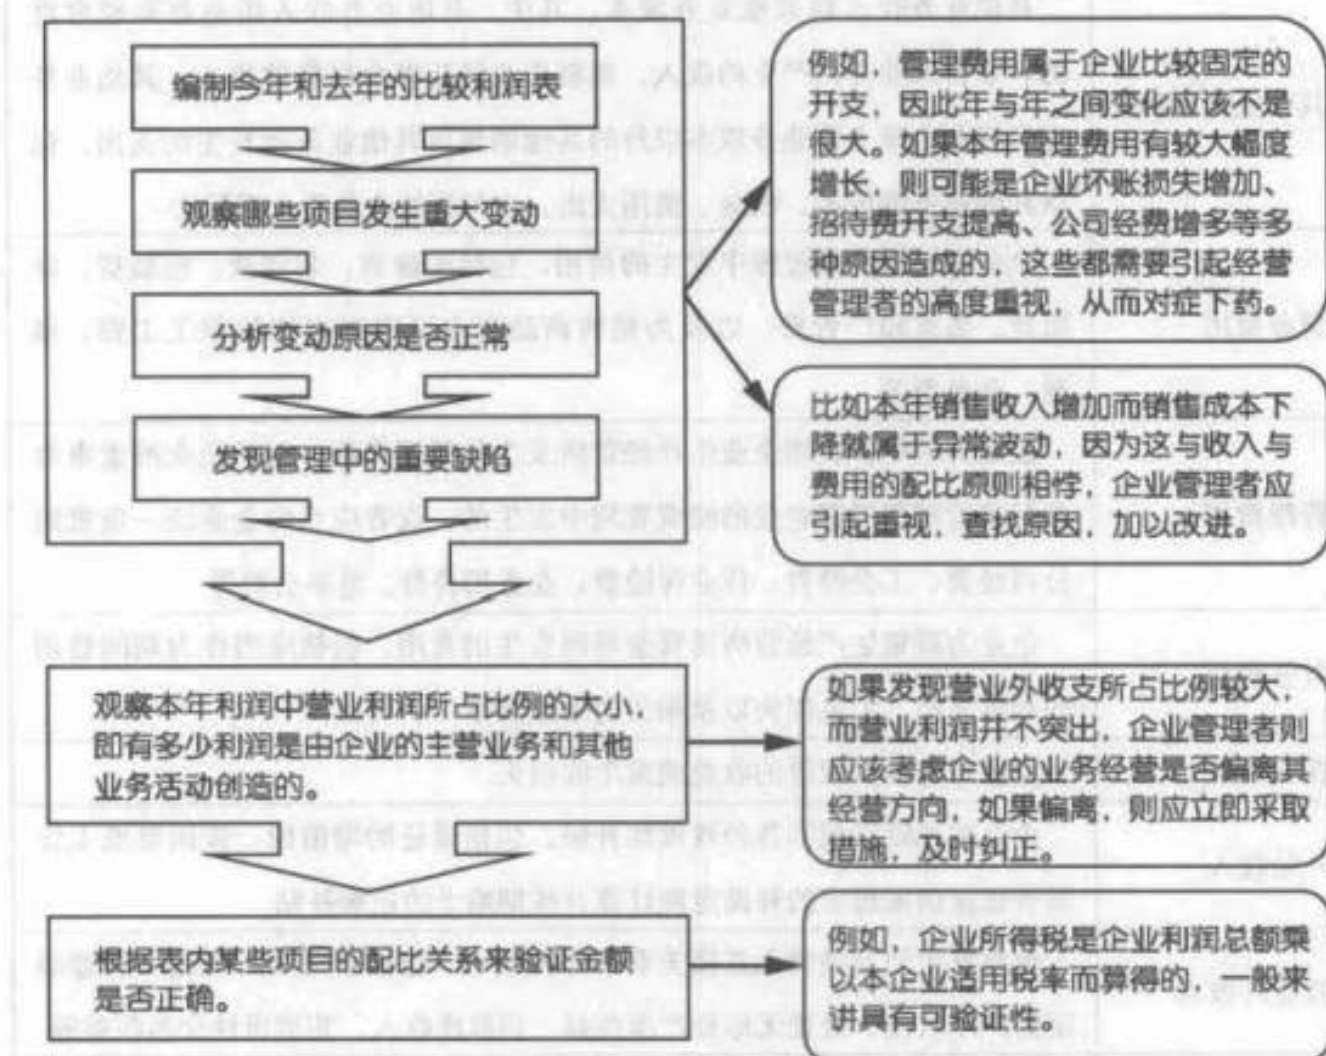 编制今年和去年的比较利润表
观察哪些项目发生重大变动
分析变动原因是否正常
发现管理中的重要缺陷
例如，管理费用属于企业比较固定的
开支，因此年与年之间变化应该不是
很大。如果本年管理费用有较大幅度
增长，则可能是企业坏账损失增加、
招待费开支提高、公司经费增多等多
种原因造成的，这些都需要引起经营
管理者的高度重视，从而对症下药。
比如本年销售收入增加而销售成本下
降就属于异常波动，因为这与收入与
费用的配比原则相悖，企业管理者应
引起重视，查找原因，加以改进。
观察本年利润中营业利润所占比例的大小，
即有多少利润是由企业的主营业务和其他
业务活动创造的。
如果发现营业外收支所占比例较大，
而营业利润并不突出，企业管理者则
应该考虑企业的业务经营是否偏离其
经营方向，如果偏离，则应立即采取
措施，及时纠正。
根据表内某些项目的配比关系来验证金额
是否正确。
例如，企业所得税是企业利润总额乘
以本企业适用税率而算得的，一般来
讲具有可验证性。